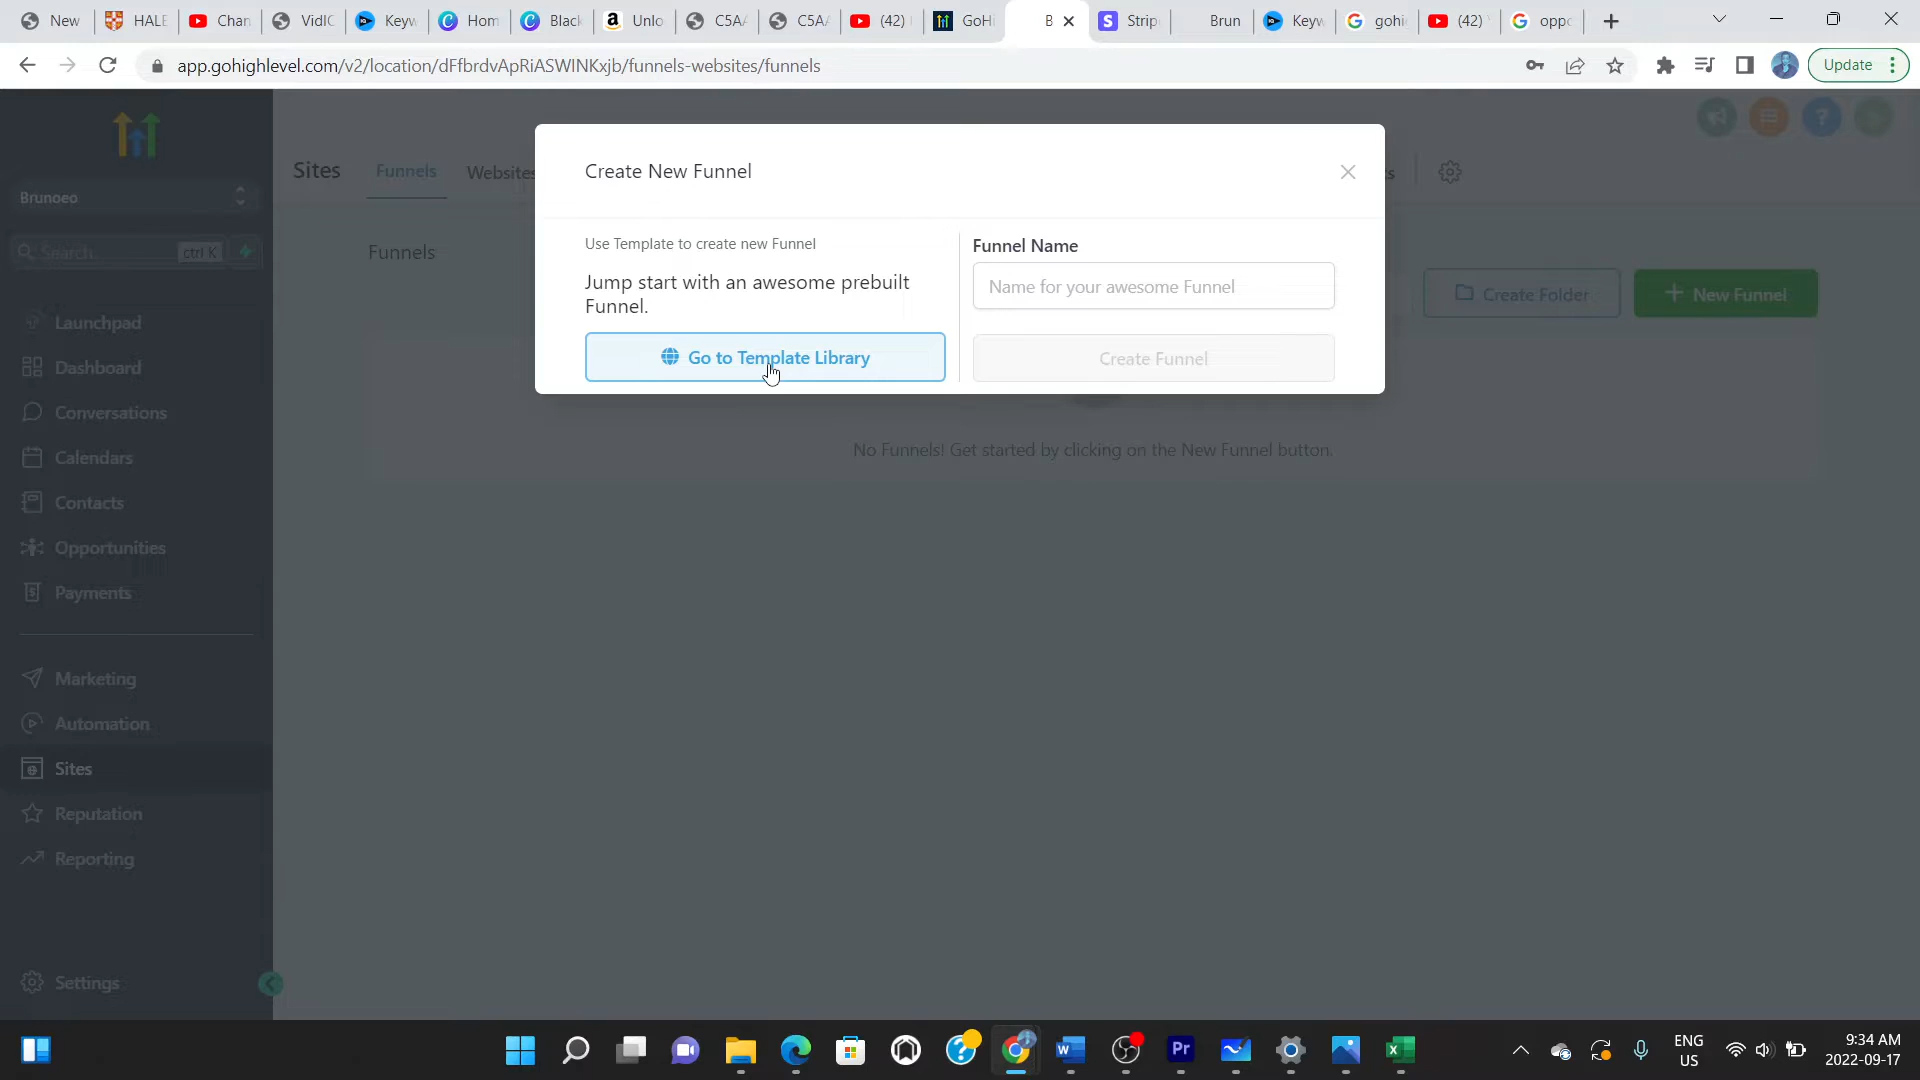 New
HALE
Chan
VidIC
Keyw
Hom
Black
Unlo
C5AA
C5AA
(42)
GoHi
B
Strip
Brun
Keyw
gohi
(42)
oppo
app.gohighlevel.com/v2/location/dFfbrdvApRiASWINKxjb/funnels-websites/funnels
Update
Brunoeo
Search
ctrl K
Launchpad
Dashboard
Conversations
Calendars
Contacts
Opportunities
Payments
Marketing
Automation
Sites
Reputation
Reporting
Settings
Sites
Funnels
Websites
ts
Funnels
Create Folder
New Funnel
No Funnels! Get started by clicking on the New Funnel button.
Create New Funnel
Use Template to create new Funnel
Jump start with an awesome prebuilt
Funnel.
Go to Template Library
Funnel Name
Name for your awesome Funnel
Create Funnel
ENG
US
9:34 AM
2022-09-17